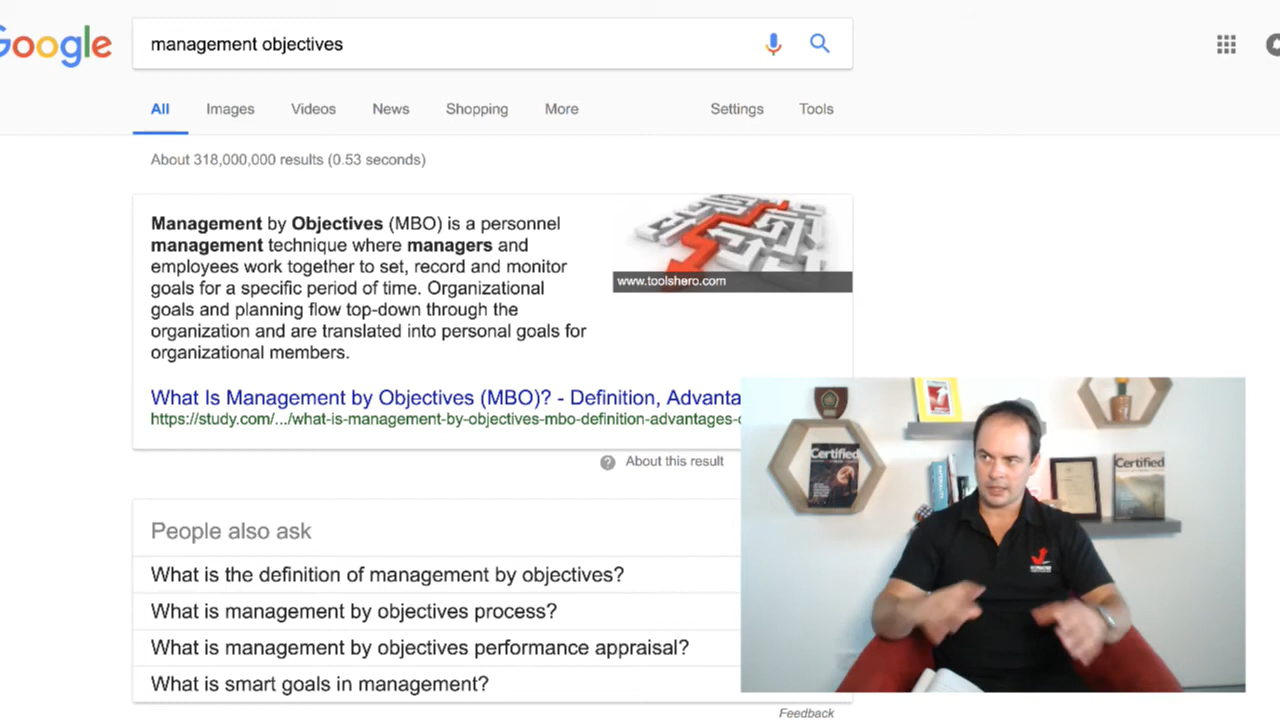 Google
management objectives
All Images Videos News Shopping More Settings Tools
About 318,000,000 results (0.53 seconds)
Management by Objectives (MBO) is a personnel
management technique where managers and
employees work together to set, record and monitor
goals for a specific period of time. Organizational
goals and planning flow top-down through the
organization and are translated into personal goals for
organizational members.
www.toolshero.com
What Is Management by Objectives (MBO)? - Definition, Advanta
https://study.com/.../what-is-management-by-objectives-mbo-definition-advantages-
About this result
People also ask
What is the definition of management by objectives?
What is management by objectives process?
What is management by objectives performance appraisal?
What is smart goals in management?
Feedback
Certified
Certified